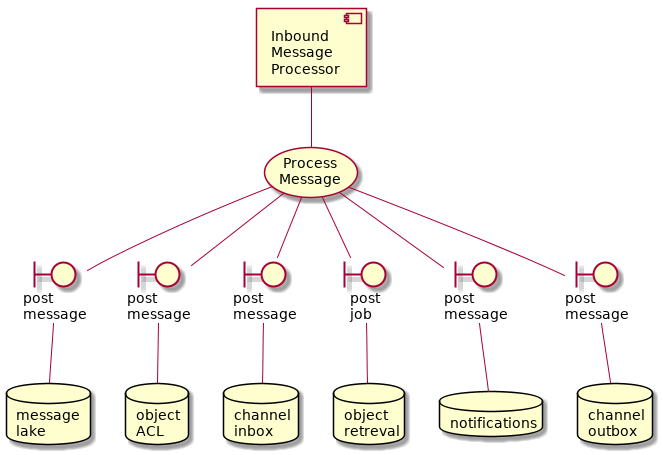 Inbound
Message
Processor
Process
Message
post
message
post
message
post
message
post
job
post
message
post
message
message
lake
object
ACL
channel
inbox
object
retreval
notifications
channel
outbox